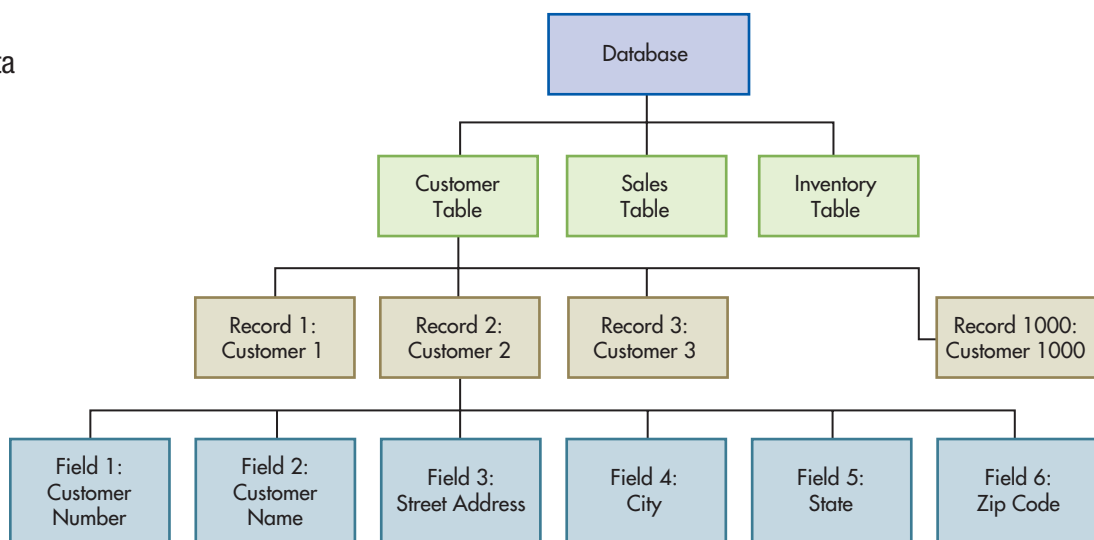 Database
Customer
Table
Sales
Table
Inventory
Table
Record 1:
Customer 1
Record 2:
Customer 2
Record 3:
Customer 3
Record 1000:
Customer 1000
Field 1:
Customer
Number
Field 2:
Customer
Name
Field 3:
Street Address
Field 4:
City
Field 5:
State
Field 6:
Zip Code